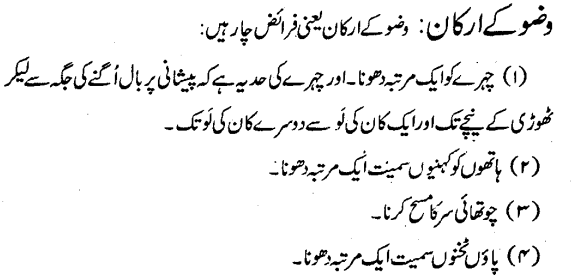 وضو کے ارکان: وضو کے ارکان یعنی فرائض چار ہیں:
(۱) چہرے کو ایک مرتبہ دھونا۔ اور چہرے کی حد یہ ہے کہ پیشانی پر بال اُگنے کی جگہ سے لیکر
ٹھوڑی کے نیچے تک اور ایک کان کی لَو سے دوسرے کان کی لَو تک۔
(۲) ہاتھوں کو کہنیوں سمیت ایک مرتبہ دھونا۔
(۳) چوتھائی سر کا مسح کرنا۔
(۴) پاؤں ٹخنوں سمیت ایک مرتبہ دھونا۔